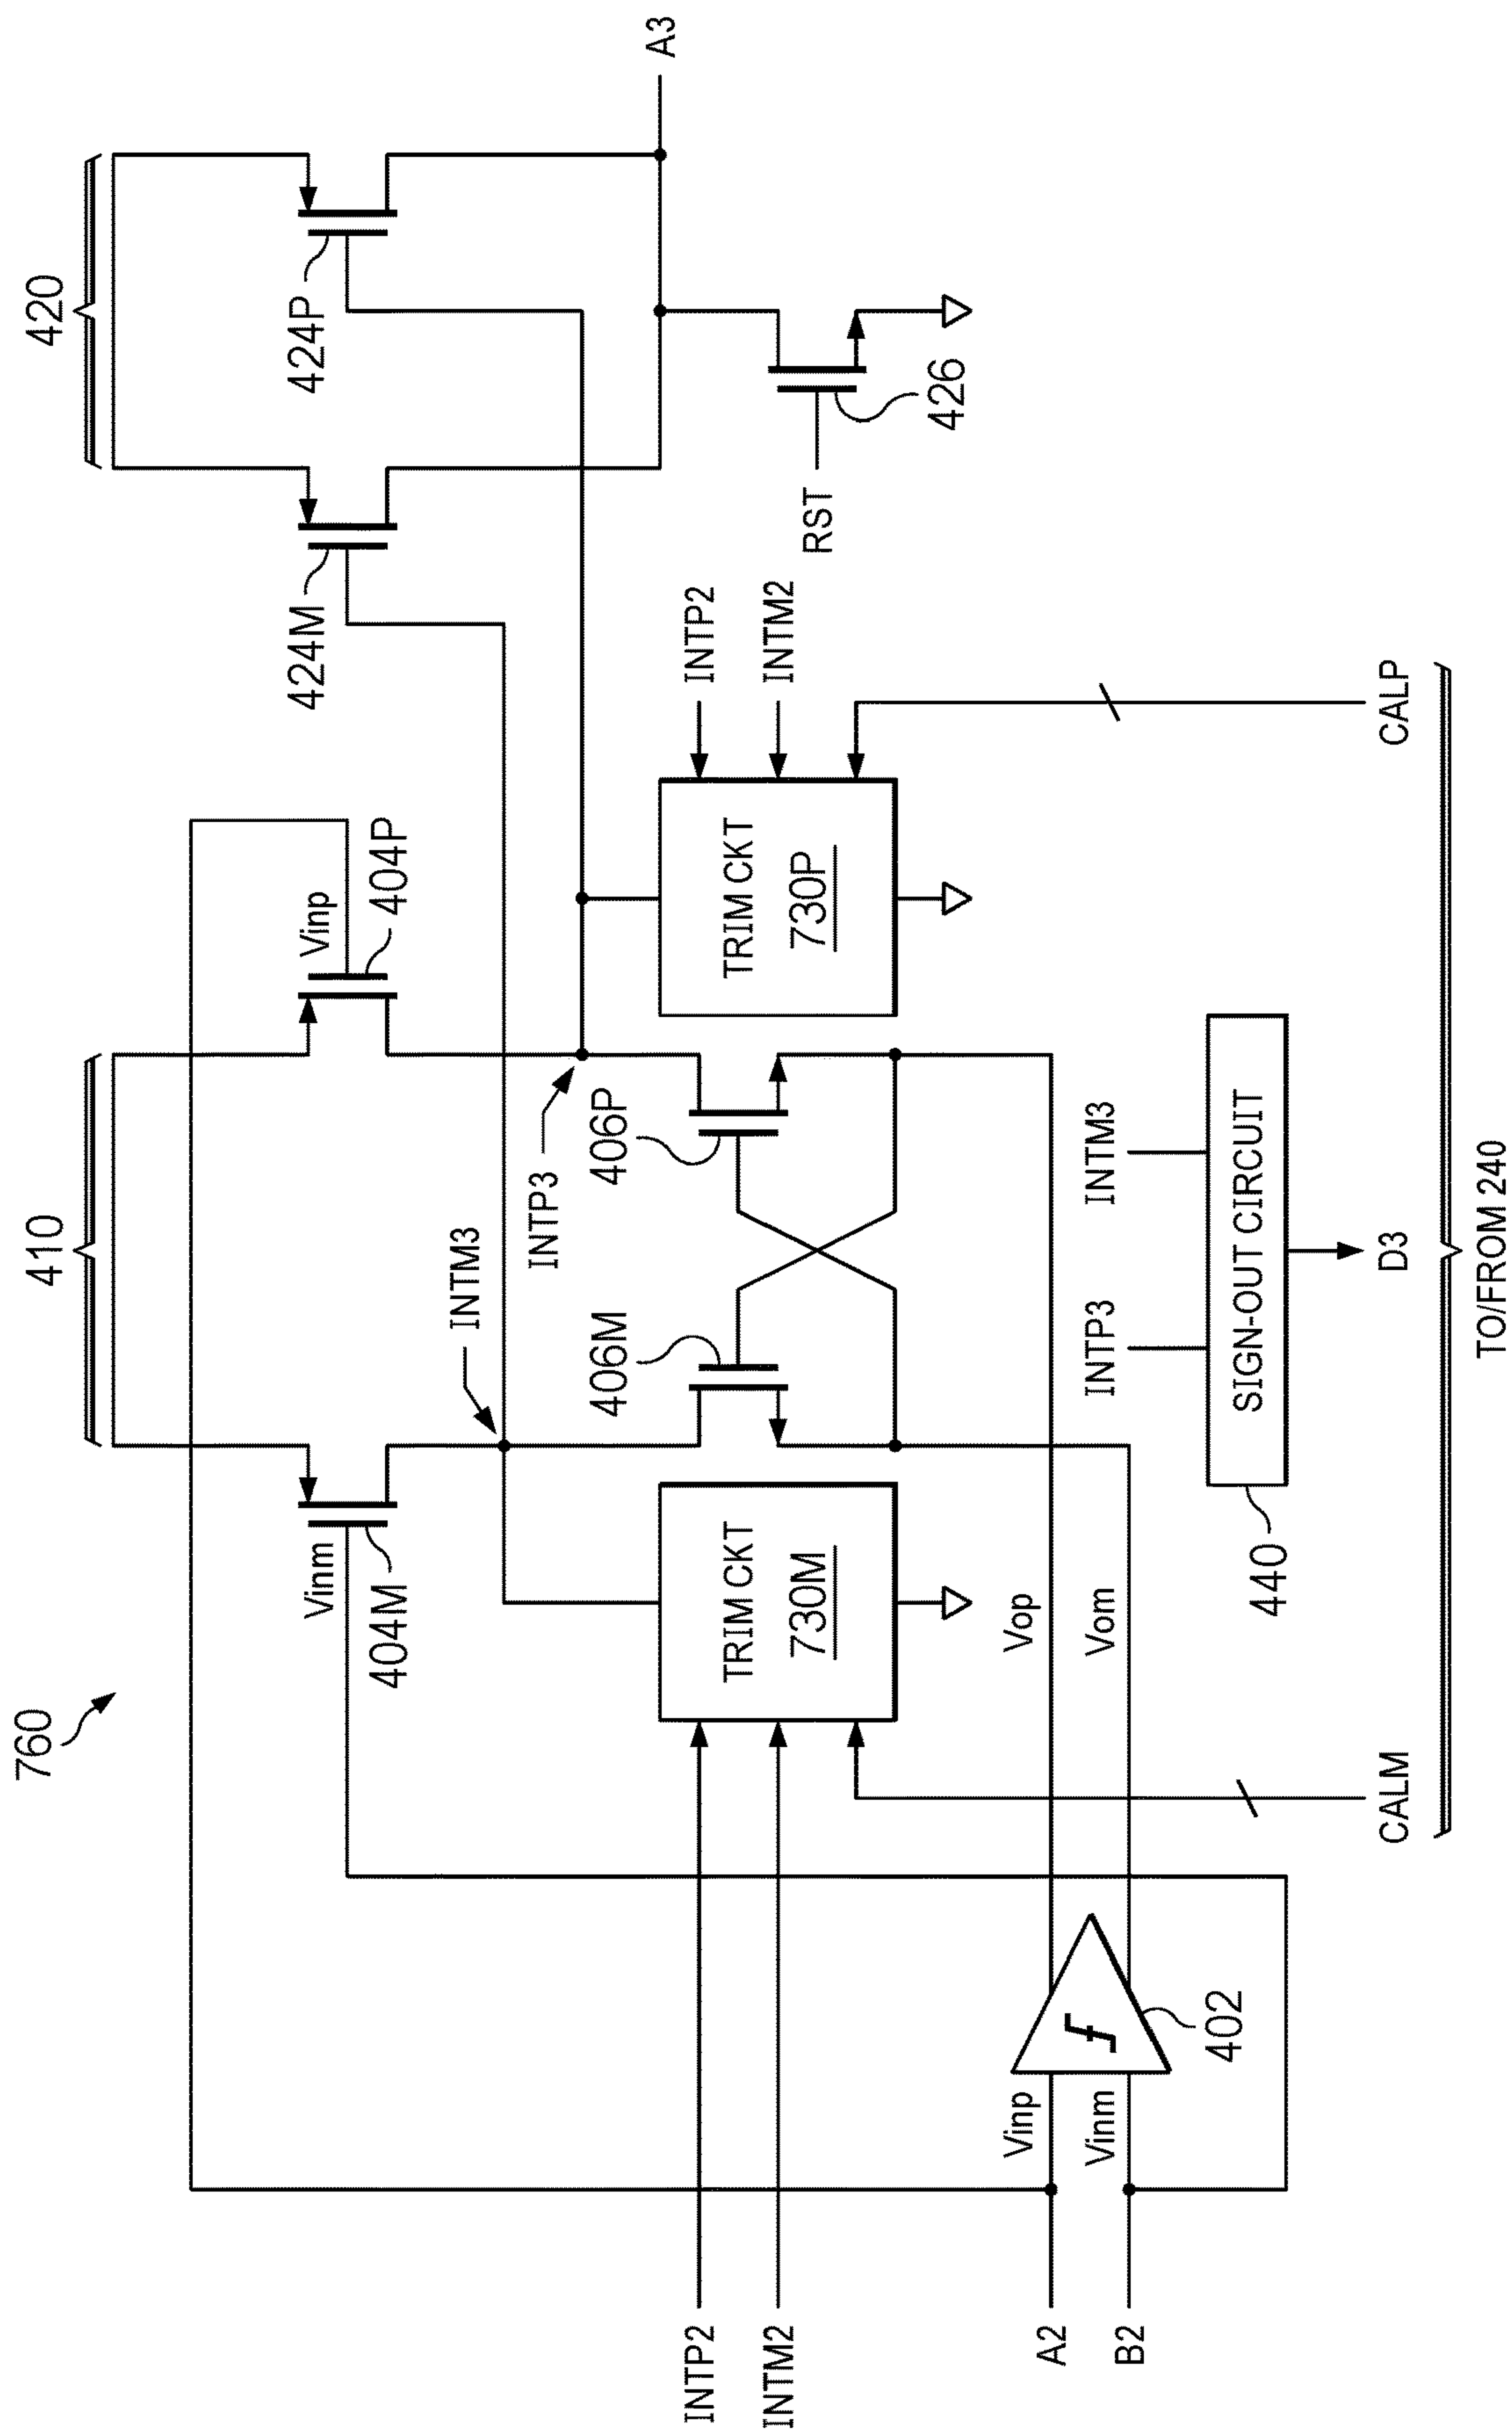 760
410
420
Vinm
404M
Vinp
404P
424M
424P
A3
INTM3
INTP3
406M
406P
INTP2
INTM2
TRIM CKT
730M
TRIM CKT
730P
INTP2
INTM2
RST
426
A2
B2
Vinp
Vinm
402
Vop
Vom
INTP3
INTM3
440
SIGN-OUT CIRCUIT
CALM
D3
CALP
TO/FROM 240